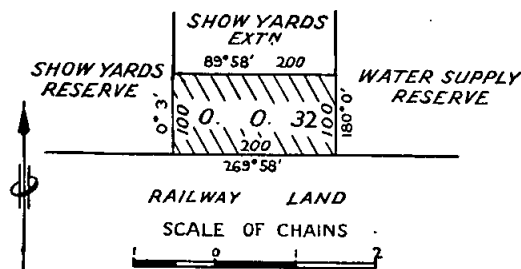 SHOW YARDS
EXTN
89°58' 200
SHOW YARDS
RESERVE
WATER SUPPLY
RESERVE
0° 3'
100
0. 0. 32
100
180° 0'
200
269°58'
RAILWAY LAND
SCALE OF CHAINS
1 0 1 2